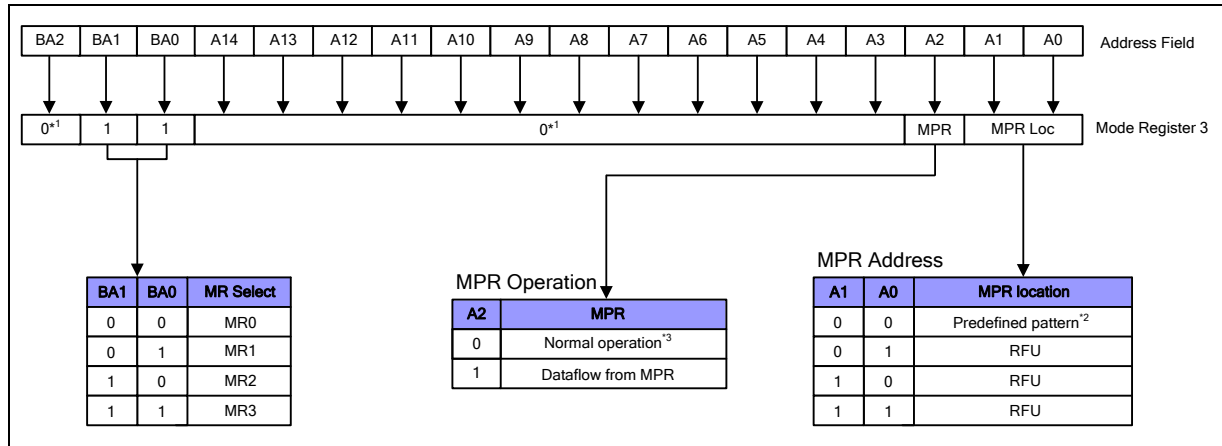 BA2 BA1 BA0 A14 A13 A12 A11 A10 A9 A8 A7 A6 A5 A4 A3 A2 A1 A0 Address Field
0*1 1 1 0*1 MPR MPR Loc Mode Register 3
MPR Address
MPR Operation
BA1 BA0 MR Select
0 0 MR0
0 1 MR1
1 0 MR2
1 1 MR3
A2 MPR
0 Normal operation*3
1 Dataflow from MPR
A1 A0 MPR location
0 0 Predefined pattern*2
0 1 RFU
1 0 RFU
1 1 RFU